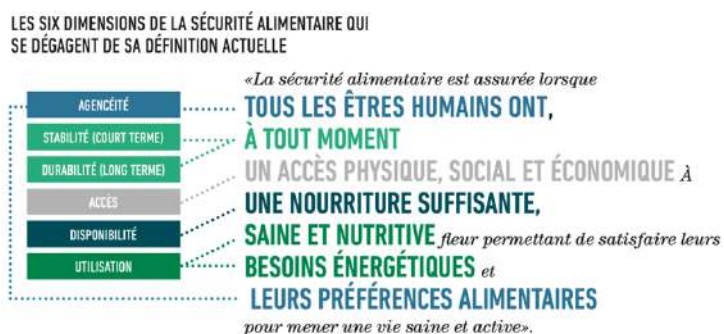 LES SIX DIMENSIONS DE LA SÉCURITÉ ALIMENTAIRE QUI
SE DÉGAGENT DE SA DÉFINITION ACTUELLE
«La sécurité alimentaire est assurée lorsque
AGENCÉITÉ
TOUS LES ÊTRES HUMAINS ONT,
STABILITÉ (COURT TERME)
À TOUT MOMENT
DURABILITÉ (LONG TERME)
UN ACCÈS PHYSIQUE, SOCIAL ET ÉCONOMIQUE À
ACCÈS
UNE NOURRITURE SUFFISANTE,
DISPONIBILITÉ
SAINE ET NUTRITIVE fleur permettant de satisfaire leurs
UTILISATION
BESOINS ÉNERGÉTIQUES et
LEURS PRÉFÉRENCES ALIMENTAIRES
pour mener une vie saine et active».